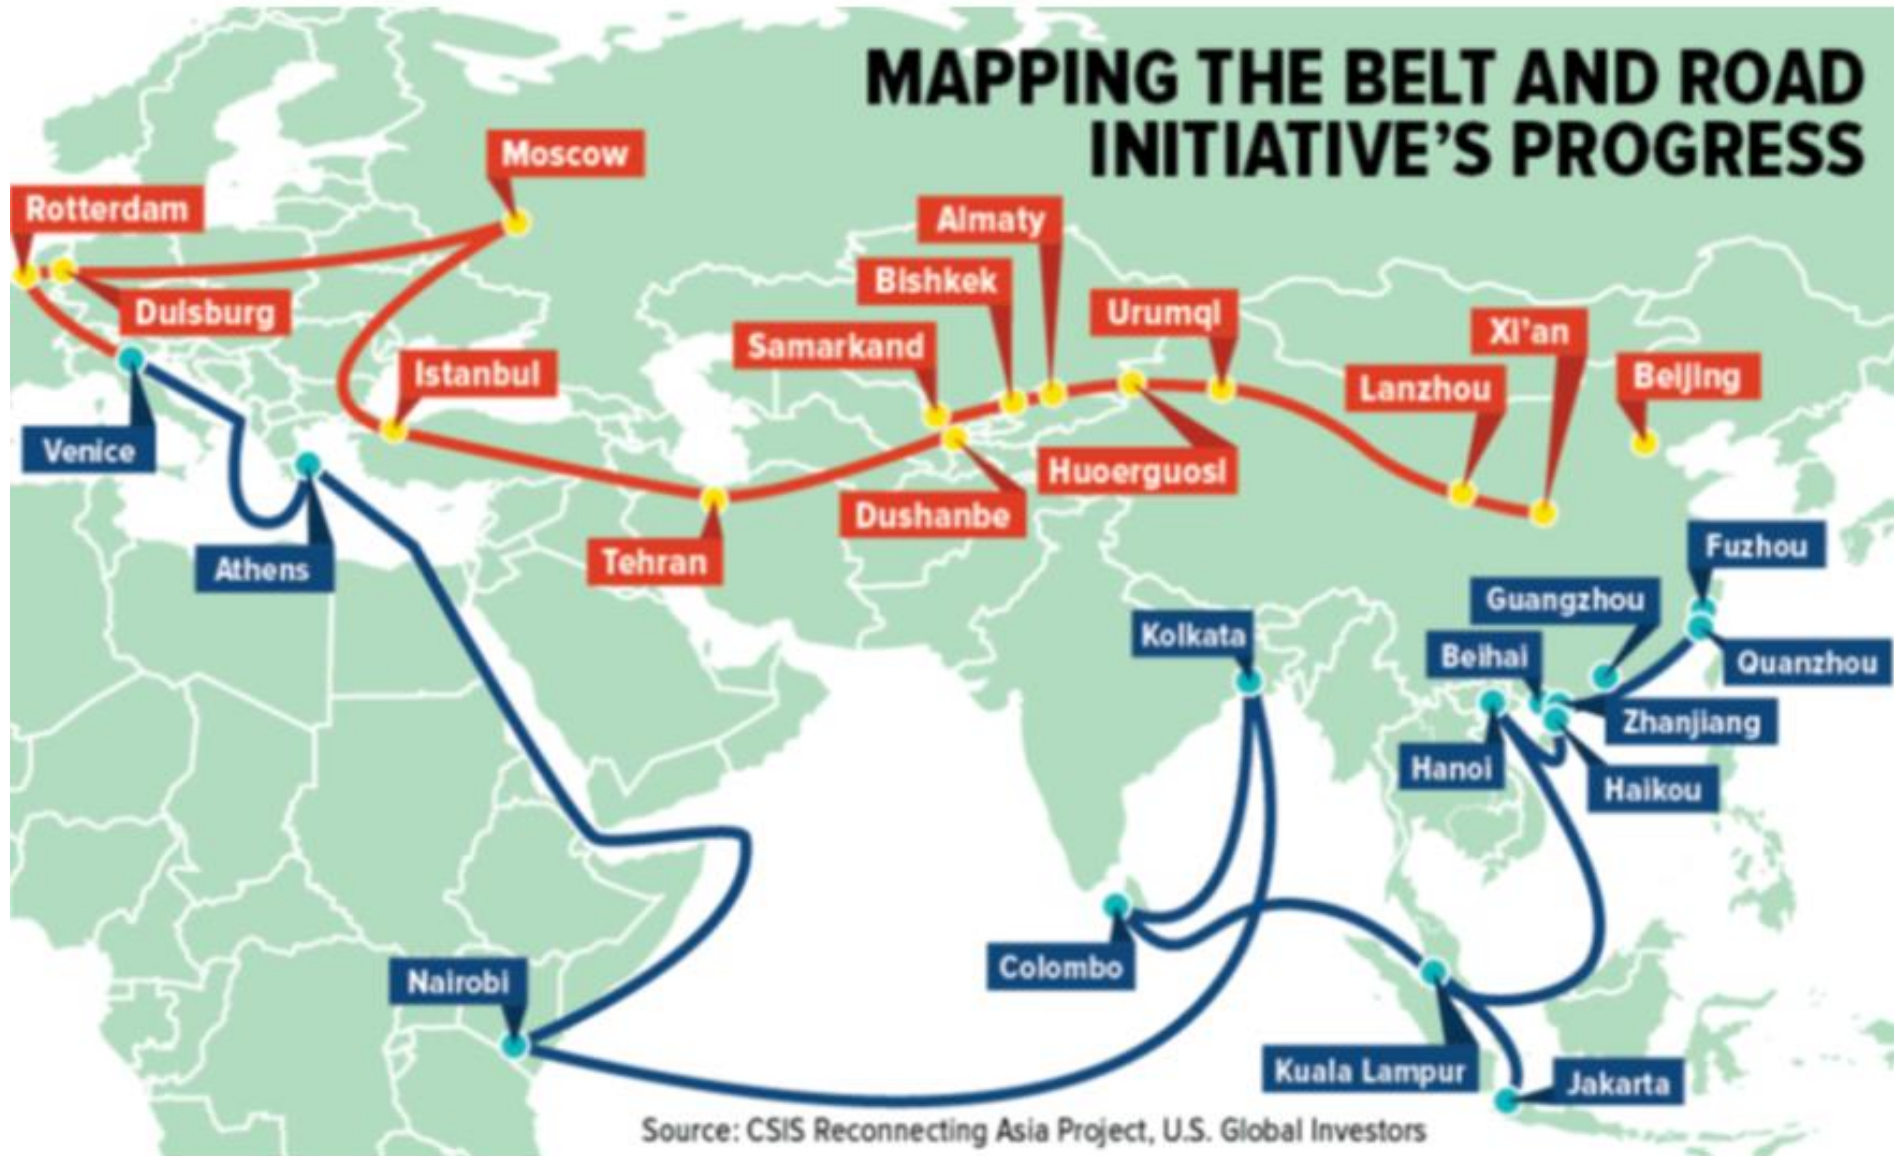 MAPPING THE BELT AND ROAD
INITIATIVE'S PROGRESS
Moscow
Rotterdam
Almaty
Bishkek
Duisburg
Urumqi
Xi'an
Samarkand
Istanbul
Lanzhou
Beijing
Venice
Huoerguosi
Dushanbe
Fuzhou
Tehran
Athens
Guangzhou
Kolkata
Beihai
Quanzhou
Zhanjiang
Hanoi
Haikou
Colombo
Nairobi
Kuala Lampur
Jakarta
Source: CSIS Reconnecting Asia Project, U.S. Global Investors